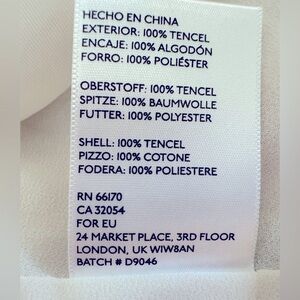 HECHO EN CHINA
EXTERIOR: 100% TENCEL
ENCAJE: 100% ALGODÓN
FORRO: 100% POLIÉSTER
OBERSTOFF: 100% TENCEL
SPITZE: 100% BAUMWOLLE
FUTTER: 100% POLYESTER
SHELL: 100% TENCEL
PIZZO: 100% COTONE
FODERA: 100% POLIESTERE
RN 66170
CA 32054
FOR EU
24 MARKET PLACE, 3RD FLOOR
LONDON, UK W1W8AN
BATCH # D9046